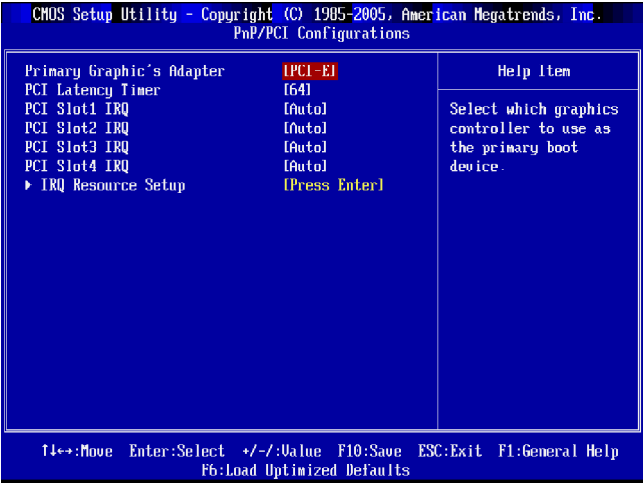 CMOS Setup Utility - Copyright (C) 1985-2005, American Megatrends, Inc.
PnP/PCI Configurations
Primary Graphic's Adapter [PCI-E]
PCI Latency Timer [64]
PCI Slot1 IRQ [Auto]
PCI Slot2 IRQ [Auto]
PCI Slot3 IRQ [Auto]
PCI Slot4 IRQ [Auto]
▶ IRQ Resource Setup [Press Enter]
Help Item
Select which graphics
controller to use as
the primary boot
device.
↑↓←→:Move Enter:Select +/-/:Value F10:Save ESC:Exit F1:General Help
F6:Load Optimized Defaults